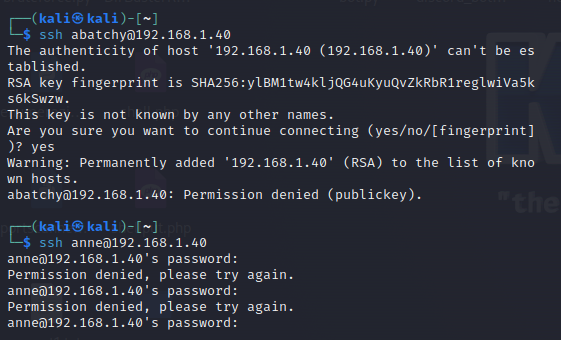 ┌──(kali㉿kali)-[~]
└─$ ssh abatchy@192.168.1.40
The authenticity of host '192.168.1.40 (192.168.1.40)' can't be es
tablished.
RSA key fingerprint is SHA256:ylBM1tw4kljQG4uKyuQvZkRbR1reglwiVa5k
s6kSwzw.
This key is not known by any other names.
Are you sure you want to continue connecting (yes/no/[fingerprint]
)? yes
Warning: Permanently added '192.168.1.40' (RSA) to the list of kno
wn hosts.
abatchy@192.168.1.40: Permission denied (publickey).
"the
┌──(kali㉿kali)-[~]
└─$ ssh anne@192.168.1.40
anne@192.168.1.40's password:
Permission denied, please try again.
anne@192.168.1.40's password:
Permission denied, please try again.
anne@192.168.1.40's password: